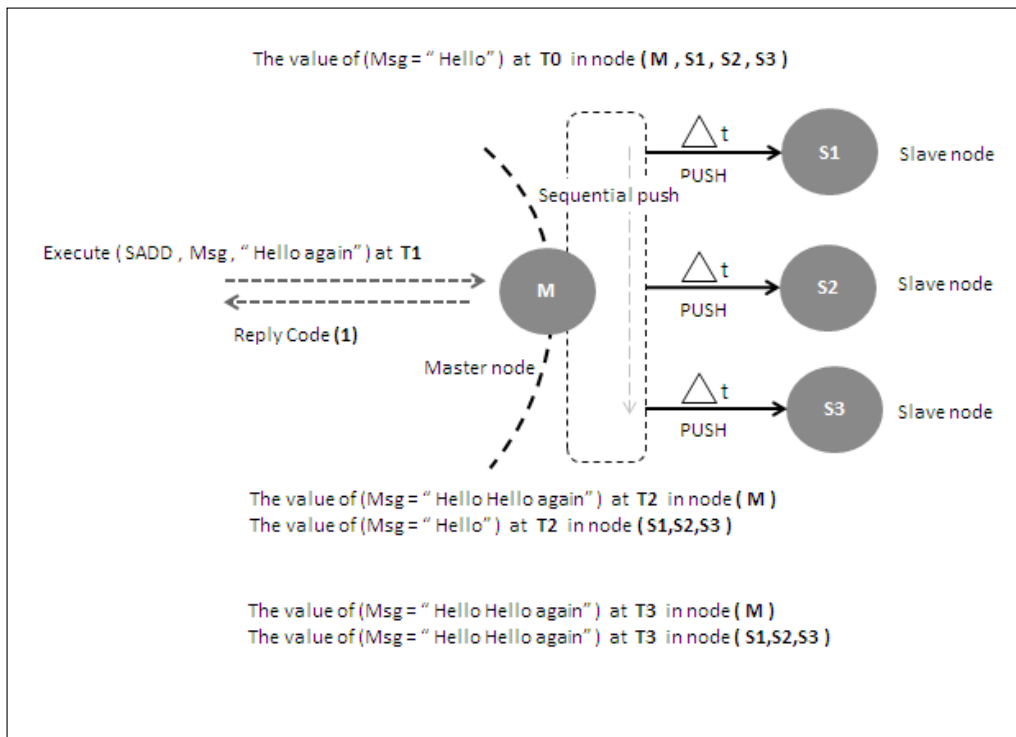 The value of (Msg = “ Hello” ) at T0 in node ( M , S1 , S2 , S3 )
△ t
S1
Slave node
PUSH
Sequential push
Execute ( SADD , Msg , “ Hello again” ) at T1
△ t
S2
Slave node
M
PUSH
Reply Code (1)
Master node
△ t
S3
Slave node
PUSH
The value of (Msg = “ Hello Hello again” ) at T2 in node ( M )
The value of (Msg = “ Hello” ) at T2 in node ( S1,S2,S3 )
The value of (Msg = “ Hello Hello again” ) at T3 in node ( M )
The value of (Msg = “ Hello Hello again” ) at T3 in node ( S1,S2,S3 )